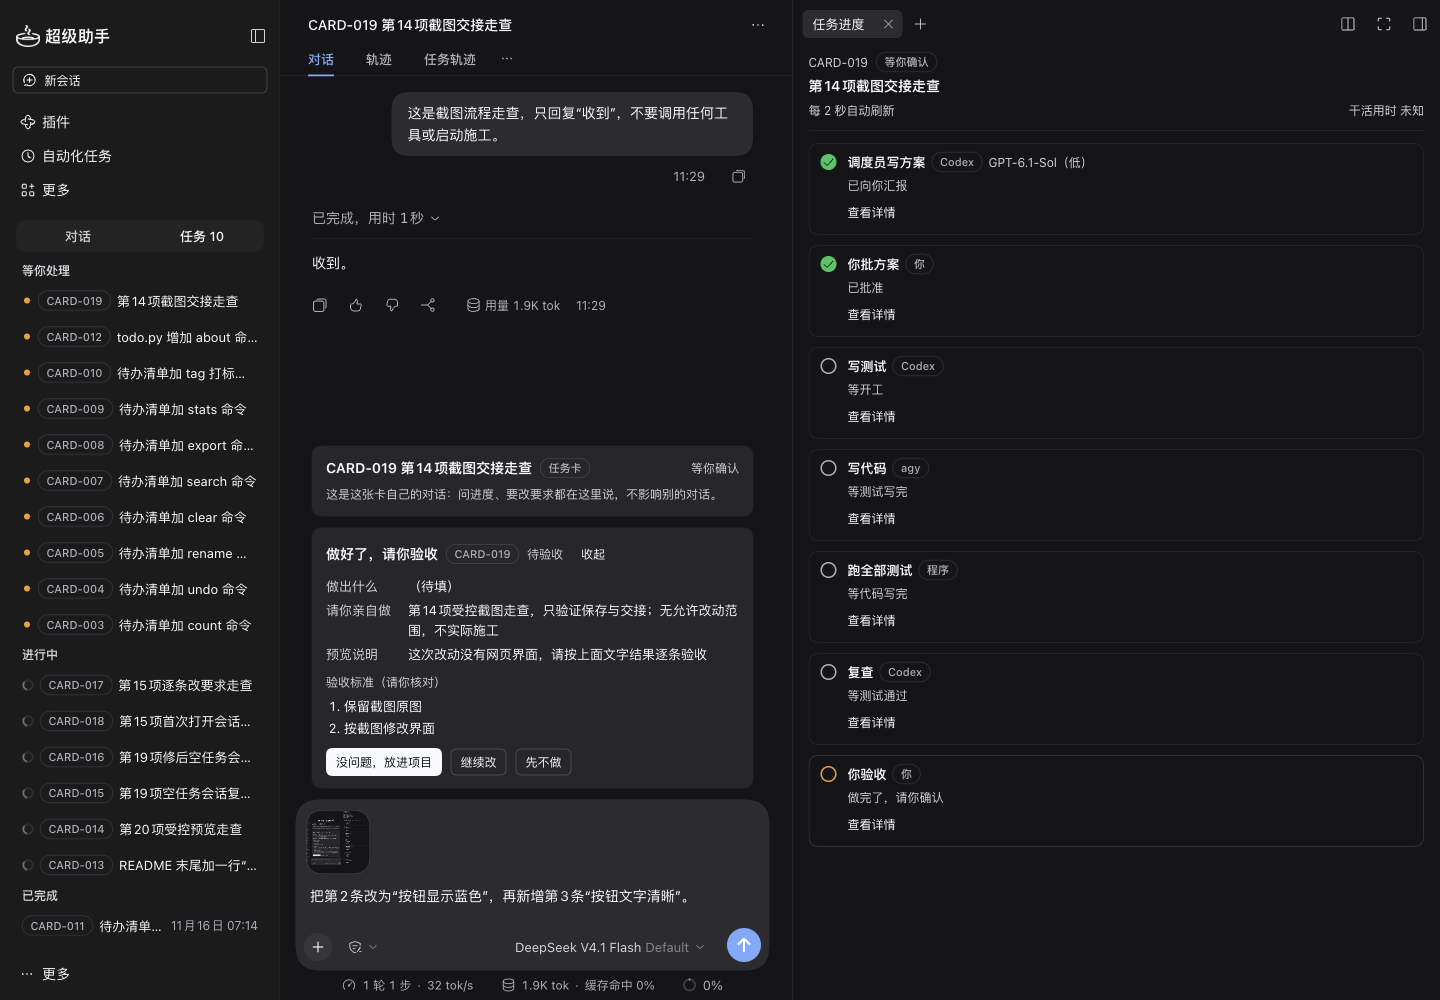 超级助手
新会话
插件
自动化任务
更多
对话
任务 10
等你处理
CARD-019 第14项截图交接走查
CARD-012 todo.py 增加 about 命...
CARD-010 待办清单加 tag 打标...
CARD-009 待办清单加 stats 命令
CARD-008 待办清单加 export 命...
CARD-007 待办清单加 search 命令
CARD-006 待办清单加 clear 命令
CARD-005 待办清单加 rename ...
CARD-004 待办清单加 undo 命令
CARD-003 待办清单加 count 命令
进行中
CARD-017 第15项逐条改要求走查
CARD-018 第15项首次打开会话...
CARD-016 第19项修后空任务会...
CARD-015 第19项空任务会话复...
CARD-014 第20项受控预览走查
CARD-013 README 末尾加一行“...
已完成
CARD-011 待办清单... 11月16日 07:14
更多
CARD-019 第14项截图交接走查
对话
轨迹
任务轨迹
这是截图流程走查，只回复“收到”，不要调用任何工
具或启动施工。
11:29
已完成，用时 1秒
收到。
用量 1.9K tok 11:29
CARD-019 第14项截图交接走查 任务卡 等你确认
这是这张卡自己的对话：问进度、要改要求都在这里说，不影响别的对话。
做好了，请你验收 CARD-019 待验收 收起
做出什么 （待填）
请你亲自做 第14项受控截图走查，只验证保存与交接；无允许改动范
围，不实际施工
预览说明 这次改动没有网页界面，请按上面文字结果逐条验收
验收标准（请你核对）
1. 保留截图原图
2. 按截图修改界面
没问题，放进项目
继续改
先不做
把第2条改为“按钮显示蓝色”，再新增第3条“按钮文字清晰”。
DeepSeek V4.1 Flash Default
1 轮 1 步 · 32 tok/s
1.9K tok · 缓存命中 0%
0%
任务进度
CARD-019 等你确认
第14项截图交接走查
每 2 秒自动刷新 干活用时 未知
调度员写方案 Codex GPT-6.1-Sol（低）
已向你汇报
查看详情
你批方案 你
已批准
查看详情
写测试 Codex
等开工
查看详情
写代码 agy
等测试写完
查看详情
跑全部测试 程序
等代码写完
查看详情
复查 Codex
等测试通过
查看详情
你验收 你
做完了，请你确认
查看详情